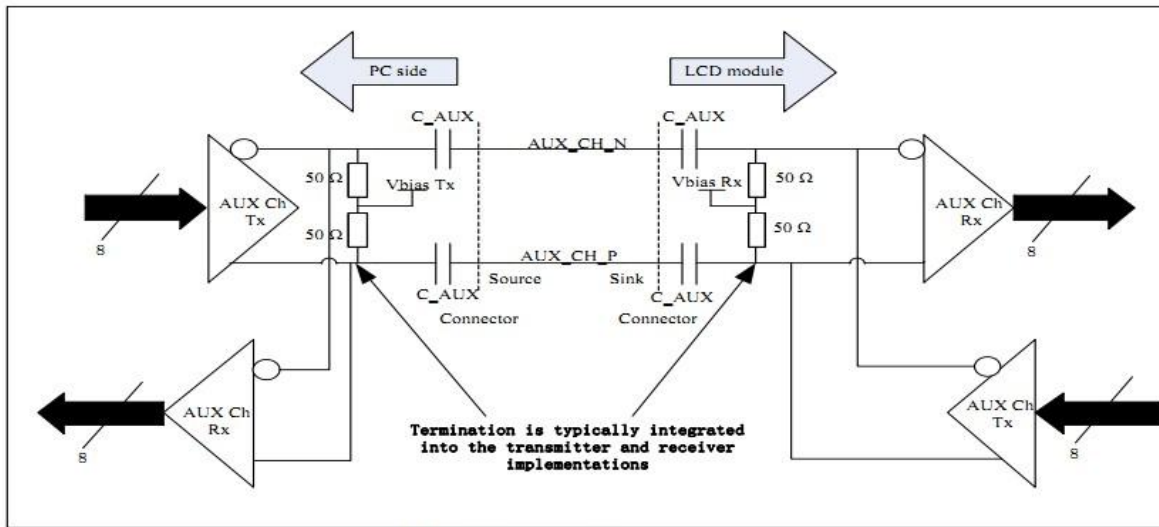 PC side
LCD module
C_AUX
C_AUX
AUX_CH_N
50 Ω
Vbias Tx
Vbias Rx
50 Ω
AUX Ch
Tx
AUX Ch
Rx
50 Ω
50 Ω
8
8
AUX_CH_P
Source
Sink
C_AUX
C_AUX
Connector
Connector
AUX Ch
Rx
AUX Ch
Tx
8
8
Termination is typically integrated
into the transmitter and receiver
implementations